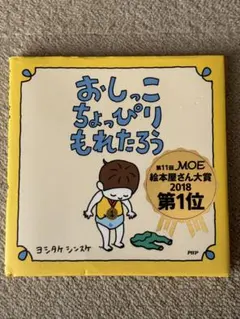 おしっこ
ちょっぴり
もれたろう
第11回 MOE
絵本屋さん大賞
2018
第1位
ヨシタケ シンスケ
PHP